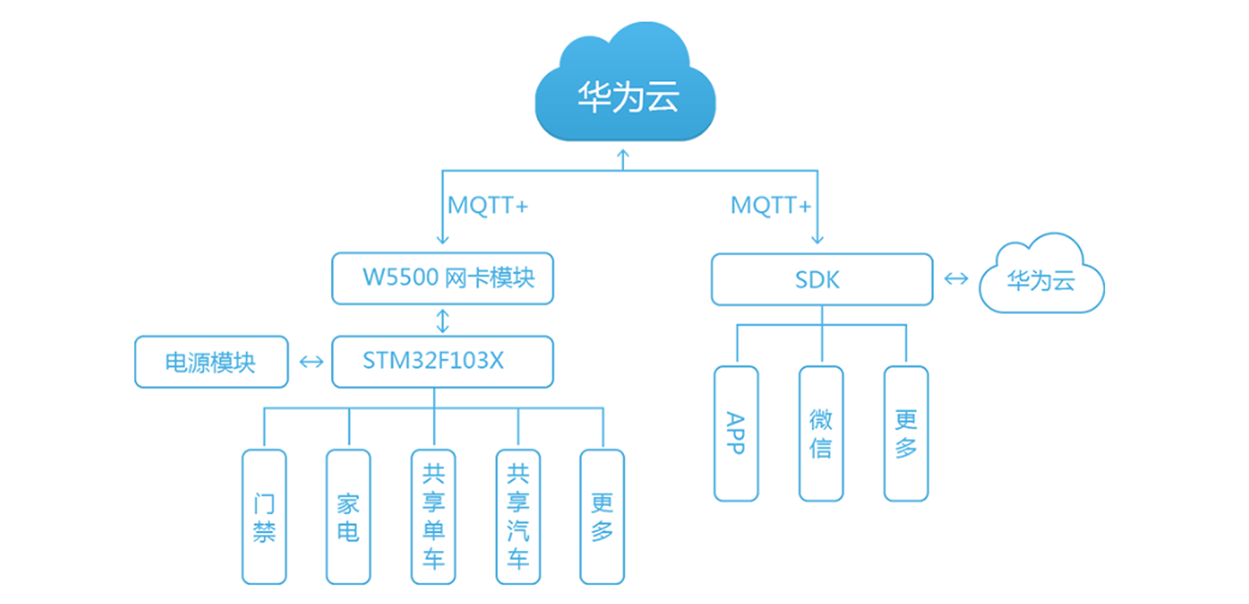 华为云
MQTT+
MQTT+
W5500 网卡模块
SDK
华为云
电源模块
STM32F103X
APP
微信
更多
门禁
家电
共享单车
共享汽车
更多